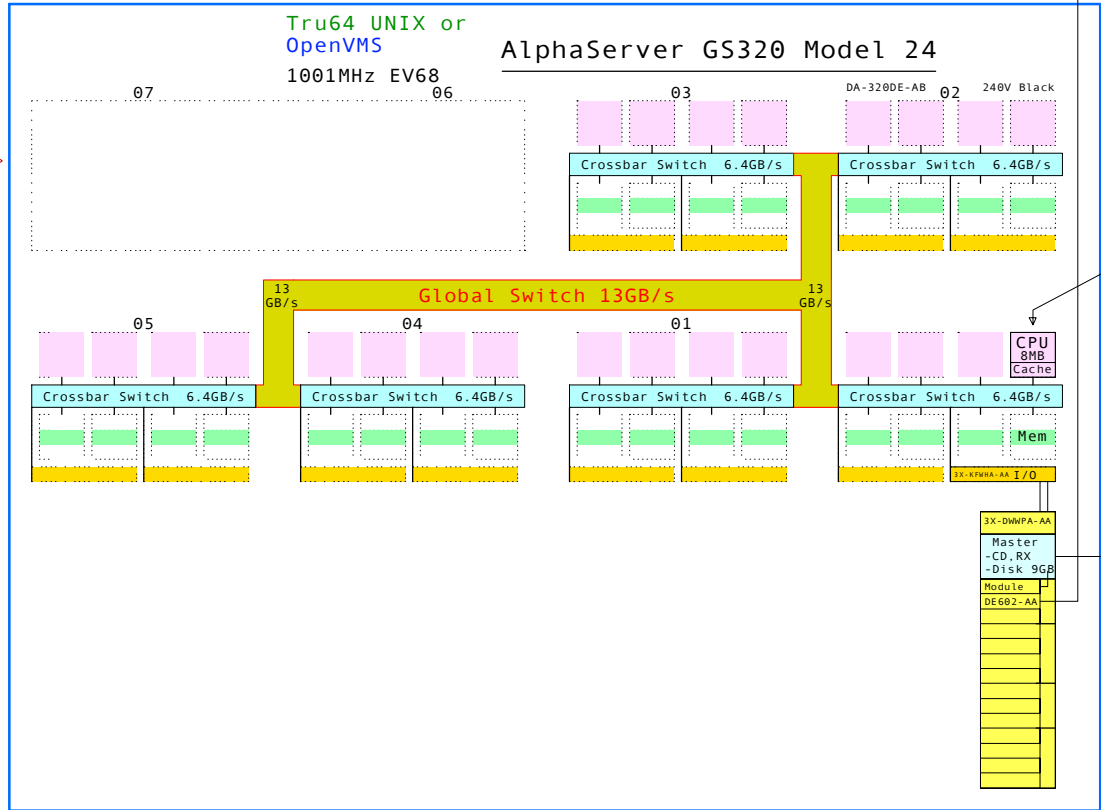 Tru64 UNIX or
OpenVMS
1001MHz EV68
AlphaServer GS320 Model 24
07
06
03
DA-320DE-AB
02
240V Black
Crossbar Switch 6.4GB/s
Crossbar Switch 6.4GB/s
13
GB/s
Global Switch 13GB/s
13
GB/s
05
04
01
CPU
8MB
Cache
Crossbar Switch 6.4GB/s
Crossbar Switch 6.4GB/s
Crossbar Switch 6.4GB/s
Crossbar Switch 6.4GB/s
Mem
3X-KFWHA-AA I/O
3X-DWWPA-AA
Master
-CD,RX
-Disk 9GB
Module
DE602-AA